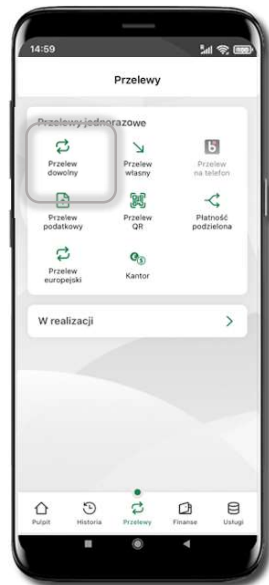 14:59
Przelewy
Przelewy jednorazowe
Przelew
dowolny
Przelew
własny
Przelew
na telefon
Przelew
podatkowy
Przelew
QR
Płatność
podzielona
Przelew
europejski
Kantor
W realizacji
Pulpit
Historia
Przelewy
Finanse
Usługi